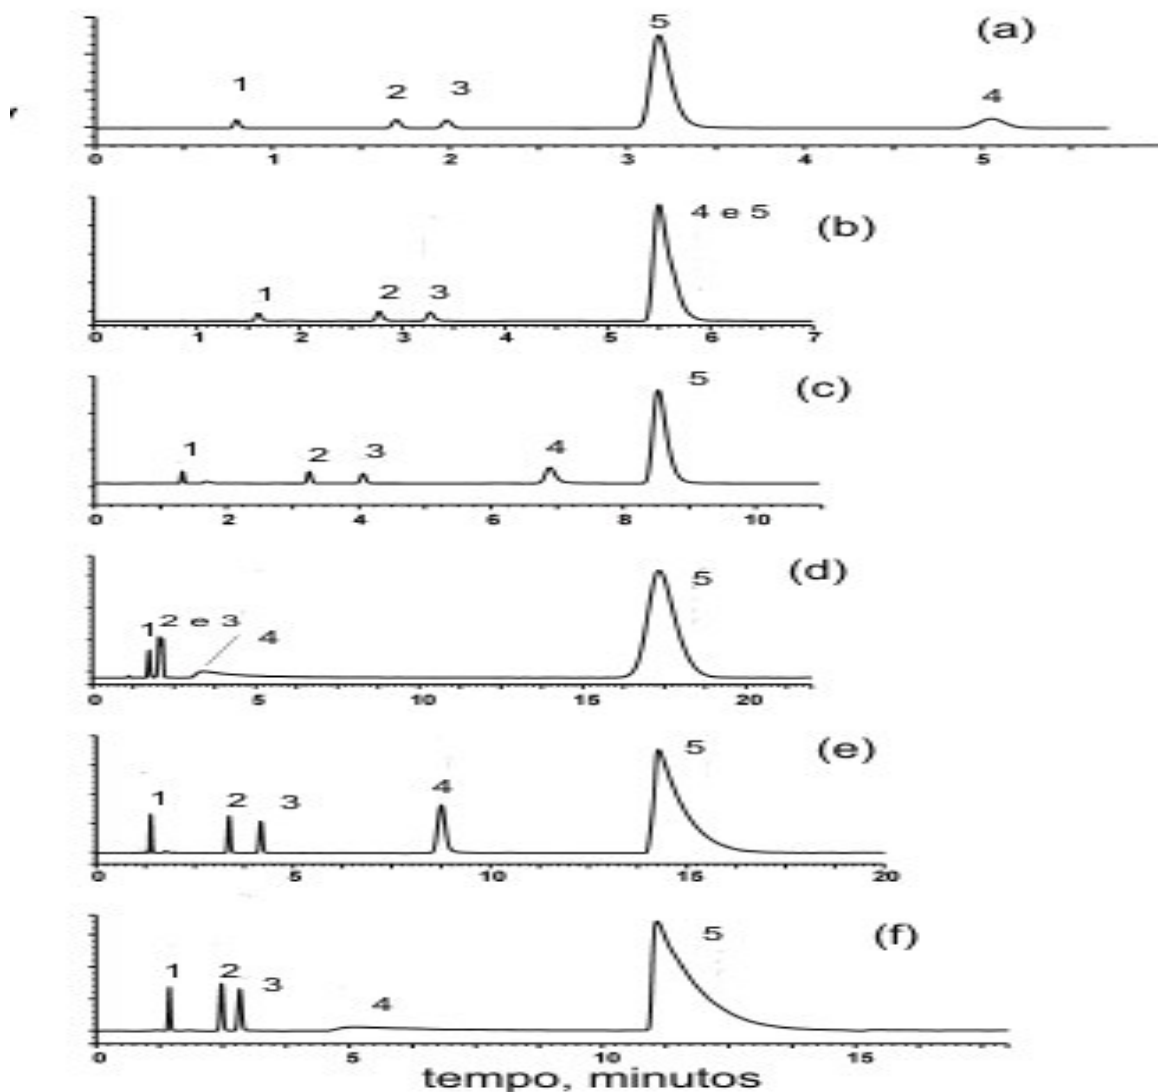 5 (a)
1 2 3 4
0 1 2 3 4 5
4 e 5 (b)
1 2 3
0 1 2 3 4 5 6 7
5 (c)
1 2 3 4
0 2 4 6 8 10
5 (d)
1 2 e 3 4
0 5 10 15 20
5 (e)
1 2 3 4
0 5 10 15 20
5 (f)
1 2 3 4
0 5 10 15
tempo, minutos